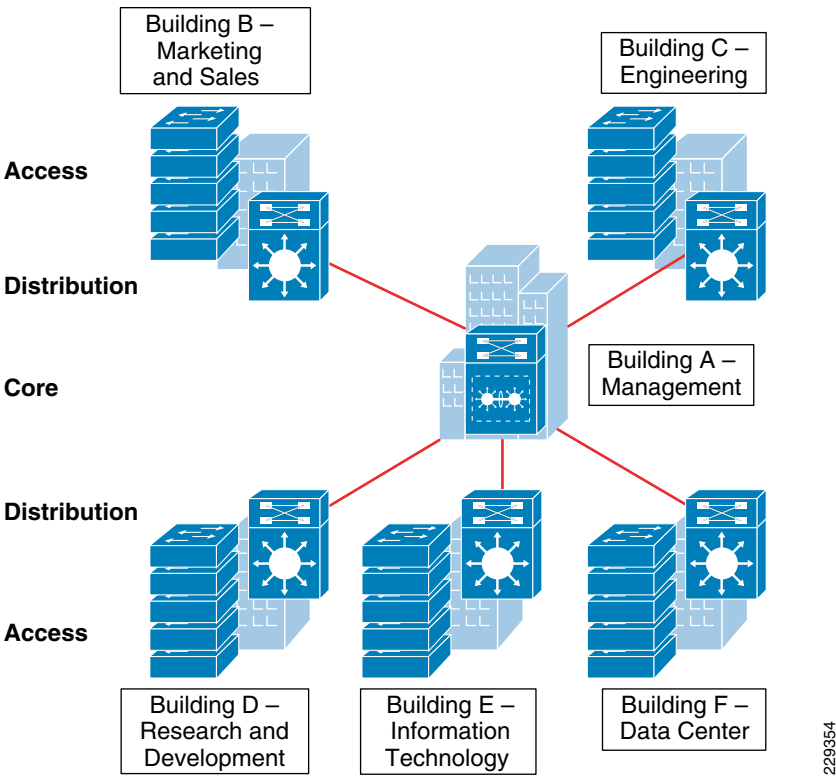 Building B –
Marketing
and Sales
Building C –
Engineering
Access
Distribution
Building A –
Management
Core
Distribution
Access
Building D –
Research and
Development
Building E –
Information
Technology
Building F –
Data Center
229354